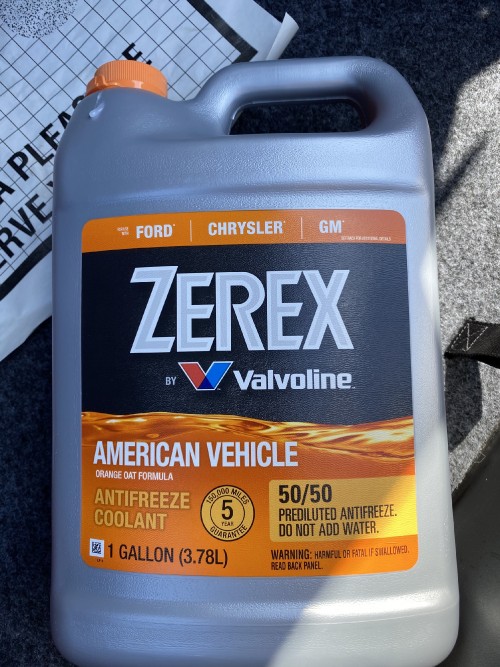 A PLEASE
ERVE
FORD* CHRYSLER* GM*
ZEREX
BY Valvoline
AMERICAN VEHICLE
ORANGE OAT FORMULA
ANTIFREEZE
COOLANT
150,000 MILES
5
YEAR
GUARANTEE
50/50
PREDILUTED ANTIFREEZE.
DO NOT ADD WATER.
1 GALLON (3.78L)
WARNING: HARMFUL OR FATAL IF SWALLOWED.
READ BACK PANEL.